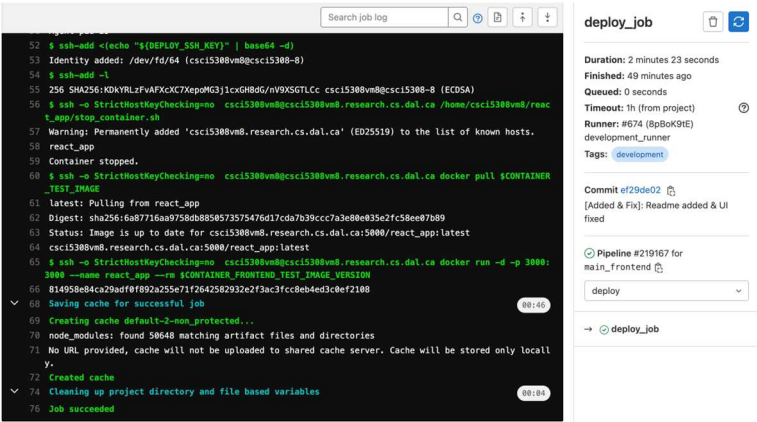 Search job log
52 $ ssh-add <(echo "${DEPLOY_SSH_KEY}" | base64 -d)
53 Identity added: /dev/fd/64 (csci5308-8)
54 $ ssh-add -l
55 256 SHA256:KDkYRLzFvAFXcXC7XepoMG3j1cxGH8dG/nV9XSGTLCc csci5308vm8@csci5308-8 (ECDSA)
56 $ ssh -o StrictHostKeyChecking=no csci5308vm8@csci5308vm8.research.cs.dal.ca /home/csci5308vm8/reac
t_app/stop_container.sh
57 Warning: Permanently added 'csci5308vm8.research.cs.dal.ca' (ED25519) to the list of known hosts.
58 react_app
59 Container stopped.
60 $ ssh -o StrictHostKeyChecking=no csci5308vm8@csci5308vm8.research.cs.dal.ca docker pull $CONTAINER
_TEST_IMAGE
61 latest: Pulling from react_app
62 Digest: sha256:6a87716aa9758db8850573575476d17cda7b39ccc7a3e80e035e2fc58ee07b89
63 Status: Image is up to date for csci5308vm8.research.cs.dal.ca:5000/react_app:latest
64 csci5308vm8.research.cs.dal.ca:5000/react_app:latest
65 $ ssh -o StrictHostKeyChecking=no csci5308vm8@csci5308vm8.research.cs.dal.ca docker run -d -p 3000:
3000 --name react_app --rm $CONTAINER_FRONTEND_TEST_IMAGE_VERSION
66 814958e84ca29adf0f892a255e71f2642582932e2f3ac3fcc8eb4ed3c0ef2108
68 Saving cache for successful job 00:46
69 Creating cache default-2-non_protected...
70 node_modules: found 50648 matching artifact files and directories
71 No URL provided, cache will not be uploaded to shared cache server. Cache will be stored only locall
y.
72 Created cache
74 Cleaning up project directory and file based variables 00:04
76 Job succeeded
deploy_job
Duration: 2 minutes 23 seconds
Finished: 49 minutes ago
Queued: 0 seconds
Timeout: 1h (from project)
Runner: #674 (8pBoK9tE)
development_runner
Tags: development
Commit ef29de02
[Added & Fix]: Readme added & UI
fixed
Pipeline #219167 for
main_frontend
deploy
→ deploy_job